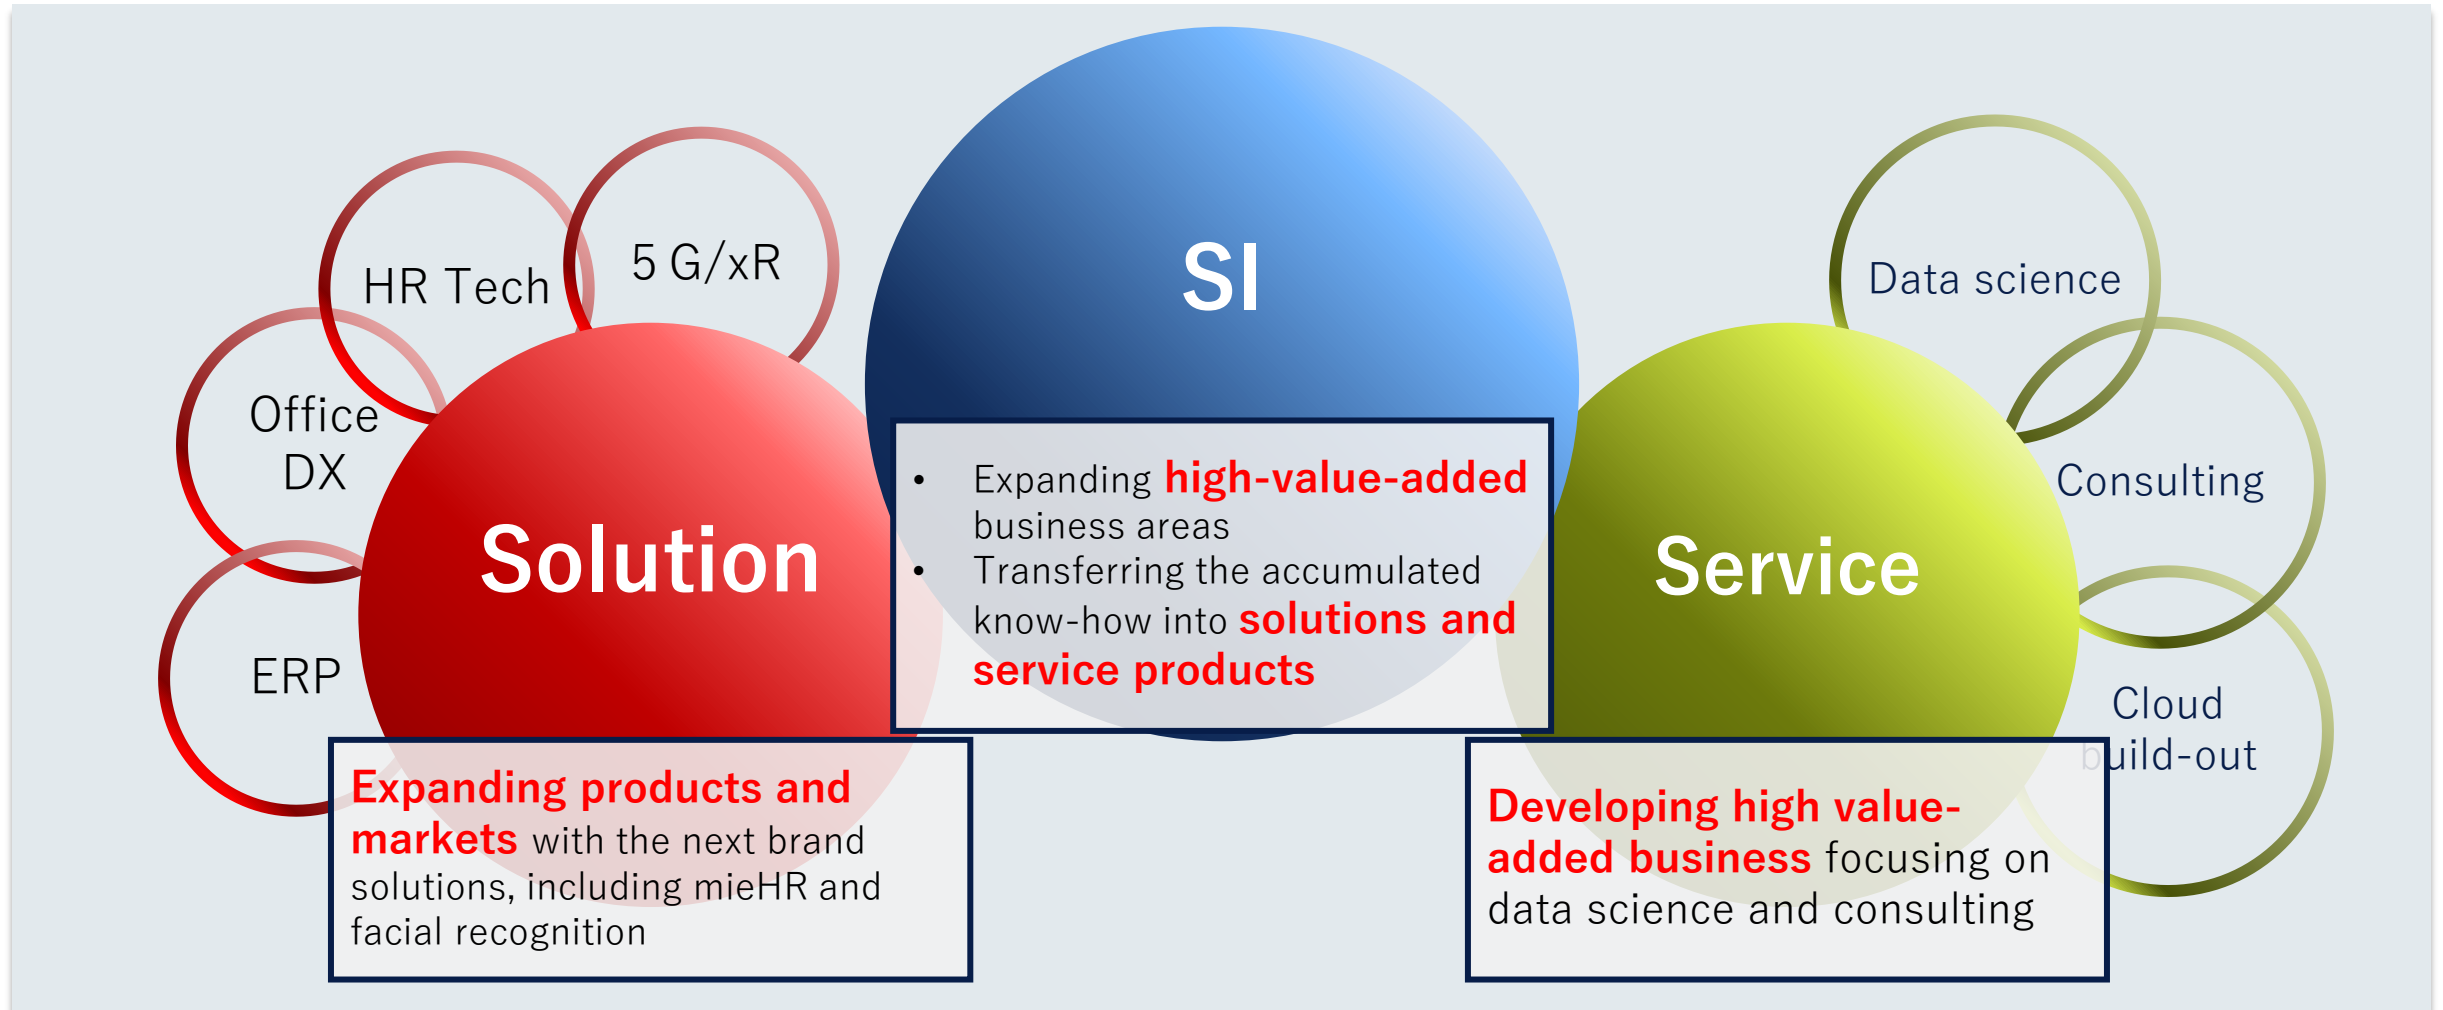 SI
5 G/xR
HR Tech
Office
DX
ERP
Solution
Data science
Consulting
Cloud
build-out
Service
• Expanding high-value-added
business areas
• Transferring the accumulated
know-how into solutions and
service products
Expanding products and
markets with the next brand
solutions, including mieHR and
facial recognition
Developing high value-
added business focusing on
data science and consulting